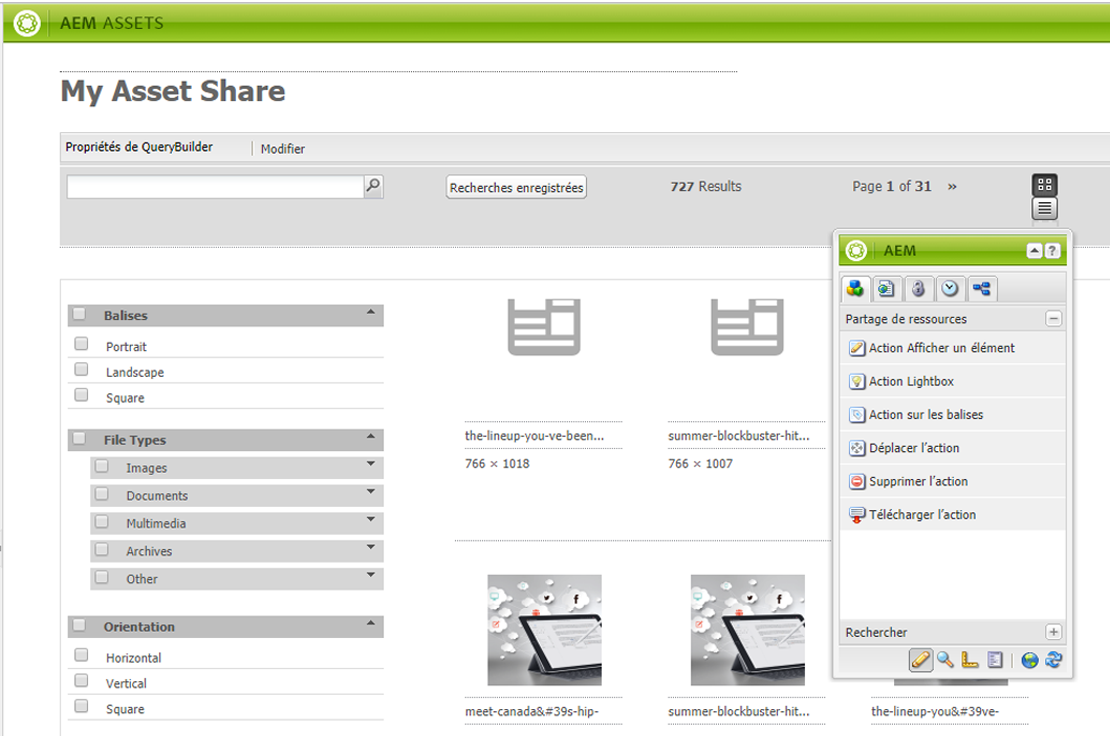 AEM ASSETS
My Asset Share
Propriétés de QueryBuilder Modifier
Recherches enregistrées 727 Results Page 1 of 31 »
Balises
Portrait
Landscape
Square
File Types
Images
Documents
Multimedia
Archives
Other
Orientation
Horizontal
Vertical
Square
the-lineup-you-ve-been...
766 × 1018
summer-blockbuster-hit...
766 × 1007
meet-canada&#39s-hip-
summer-blockbuster-hit...
the-lineup-you&#39ve-
AEM
?
Partage de ressources
Action Afficher un élément
Action Lightbox
Action sur les balises
Déplacer l'action
Supprimer l'action
Télécharger l'action
Rechercher